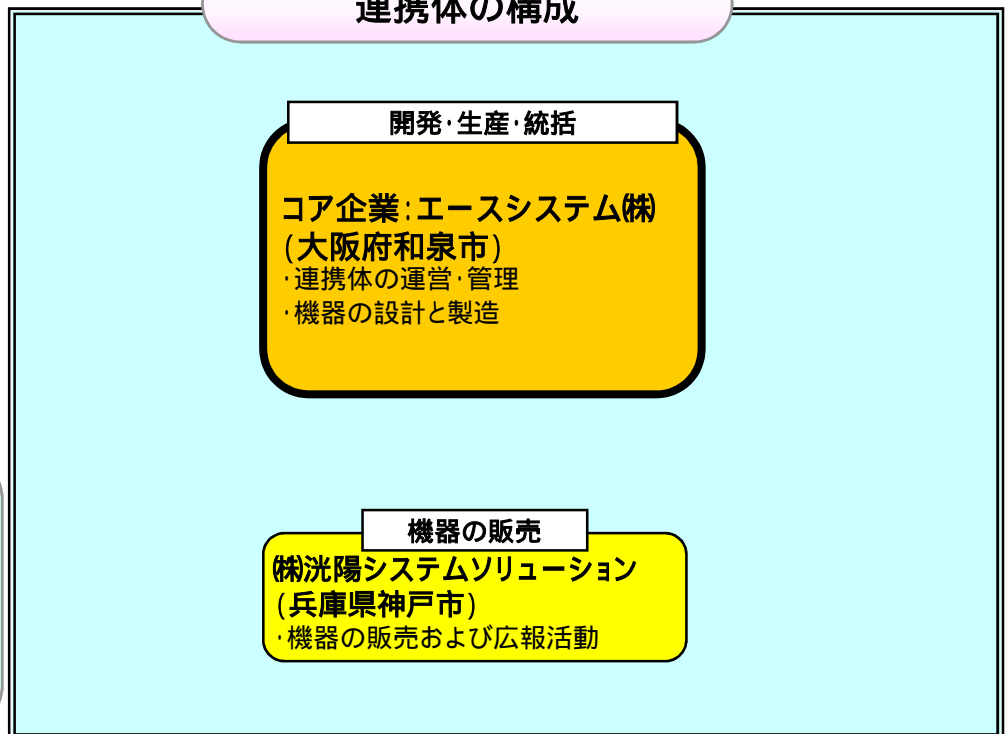 連携体の構成
開発・生産・統括
コア企業：エースシステム㈱
(大阪府和泉市)
・連携体の運営・管理
・機器の設計と製造
機器の販売
㈱洸陽システムソリューション
(兵庫県神戸市)
・機器の販売および広報活動